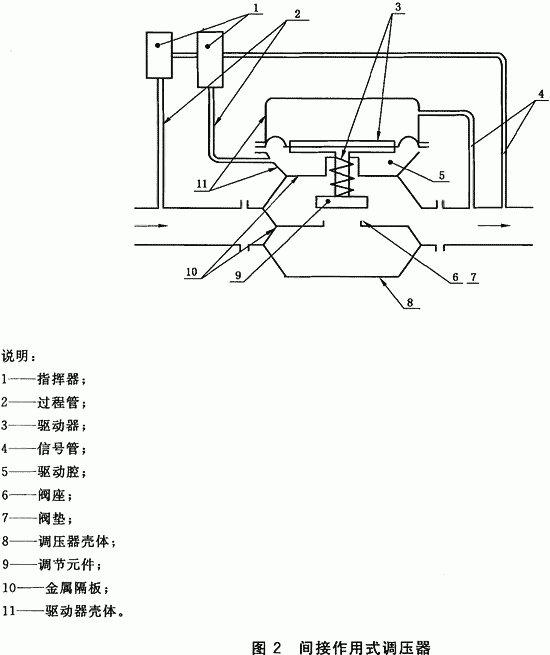 1
2
3
4
11
5
10
9
6 7
8
说明：
1——指挥器；
2——过程管；
3——驱动器；
4——信号管；
5——驱动腔；
6——阀座；
7——阀垫；
8——调压器壳体；
9——调节元件；
10——金属隔板；
11——驱动器壳体。
图 2 间接作用式调压器